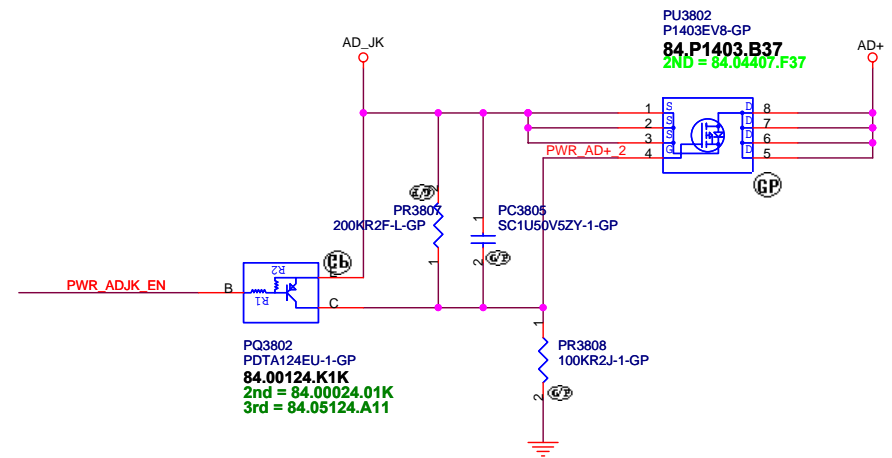 PU3802
P1403EV8-GP
84.P1403.B37
2ND = 84.04407.F37
AD_JK
AD+
1 S D 8
2 S D 7
3 S D 6
4 G D 5
PWR_AD+_2
PR3807
200KR2F-L-GP
2
1
PC3805
SC1U50V5ZY-1-GP
1
2
G/P
PWR_ADJK_EN
B
R1
R2
E
C
PQ3802
PDTA124EU-1-GP
84.00124.K1K
2nd = 84.00024.01K
3rd = 84.05124.A11
1
PR3808
100KR2J-1-GP
2
G/P
GP